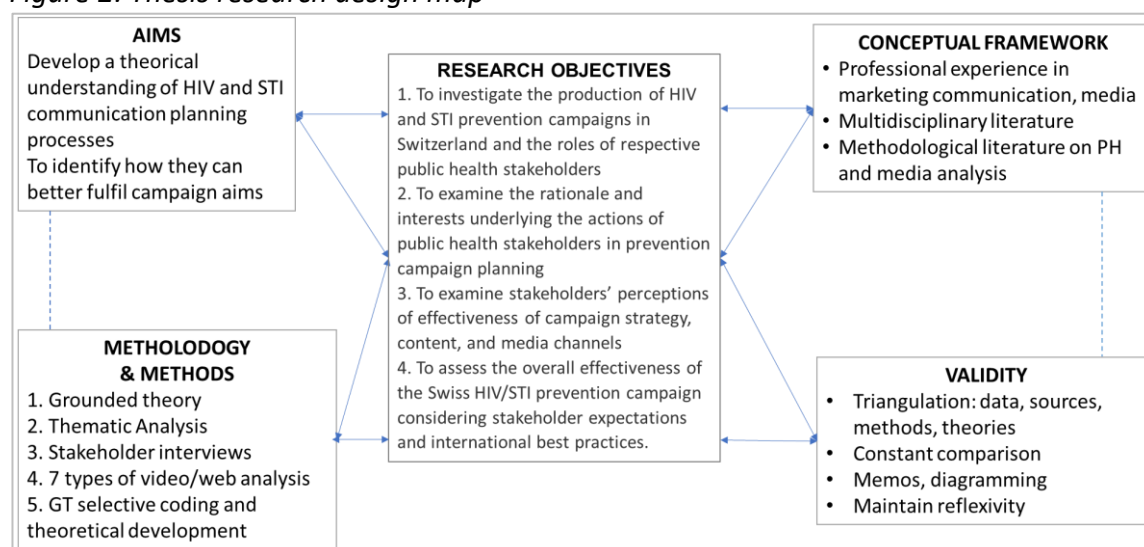 Figure Thesis research design map
AIMS
Develop a theorical
understanding of HIV and STI
communication planning
processes
To identify how they can
better fulfil campaign aims
RESEARCH OBJECTIVES
1. To investigate the production of HIV
and STI prevention campaigns in
Switzerland and the roles of respective
public health stakeholders
2. To examine the rationale and
interests underlying the actions of
public health stakeholders in prevention
campaign planning
3. To examine stakeholders’ perceptions
of effectiveness of campaign strategy,
content, and media channels
4. To assess the overall effectiveness of
the Swiss HIV/STI prevention campaign
considering stakeholder expectations
and international best practices.
CONCEPTUAL FRAMEWORK
• Professional experience in
marketing communication, media
• Multidisciplinary literature
• Methodological literature on PH
and media analysis
METHOLODOGY
& METHODS
1. Grounded theory
2. Thematic Analysis
3. Stakeholder interviews
4. 7 types of video/web analysis
5. GT selective coding and
theoretical development
VALIDITY
• Triangulation: data, sources,
methods, theories
• Constant comparison
• Memos, diagramming
• Maintain reflexivity